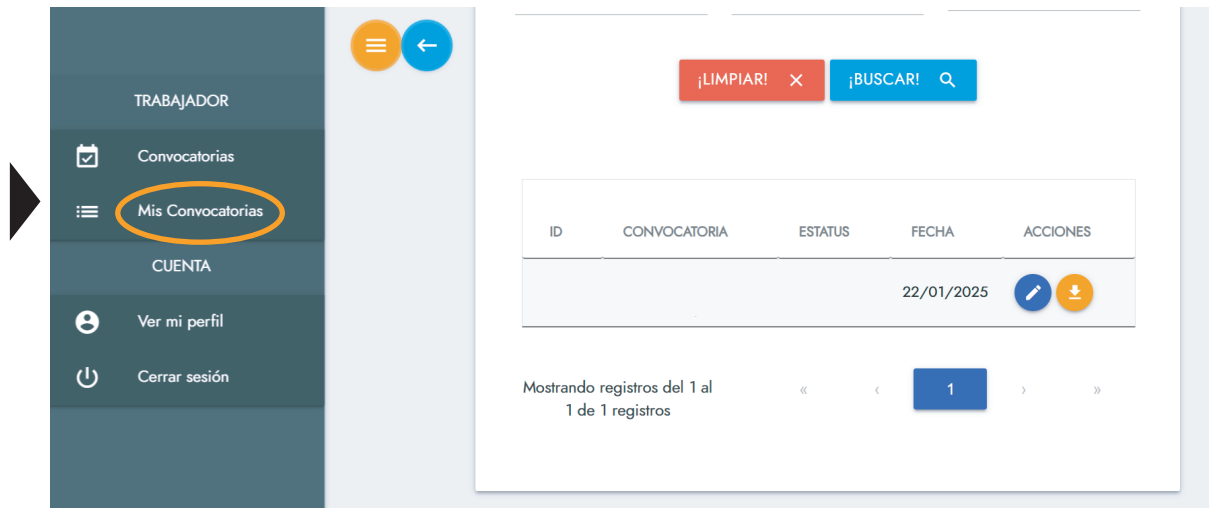 TRABAJADOR
Convocatorias
Mis Convocatorias
CUENTA
Ver mi perfil
Cerrar sesión
¡LIMPIAR!
¡BUSCAR!
ID CONVOCATORIA ESTATUS FECHA ACCIONES
22/01/2025
Mostrando registros del 1 al
1 de 1 registros
« ‹ 1 › »